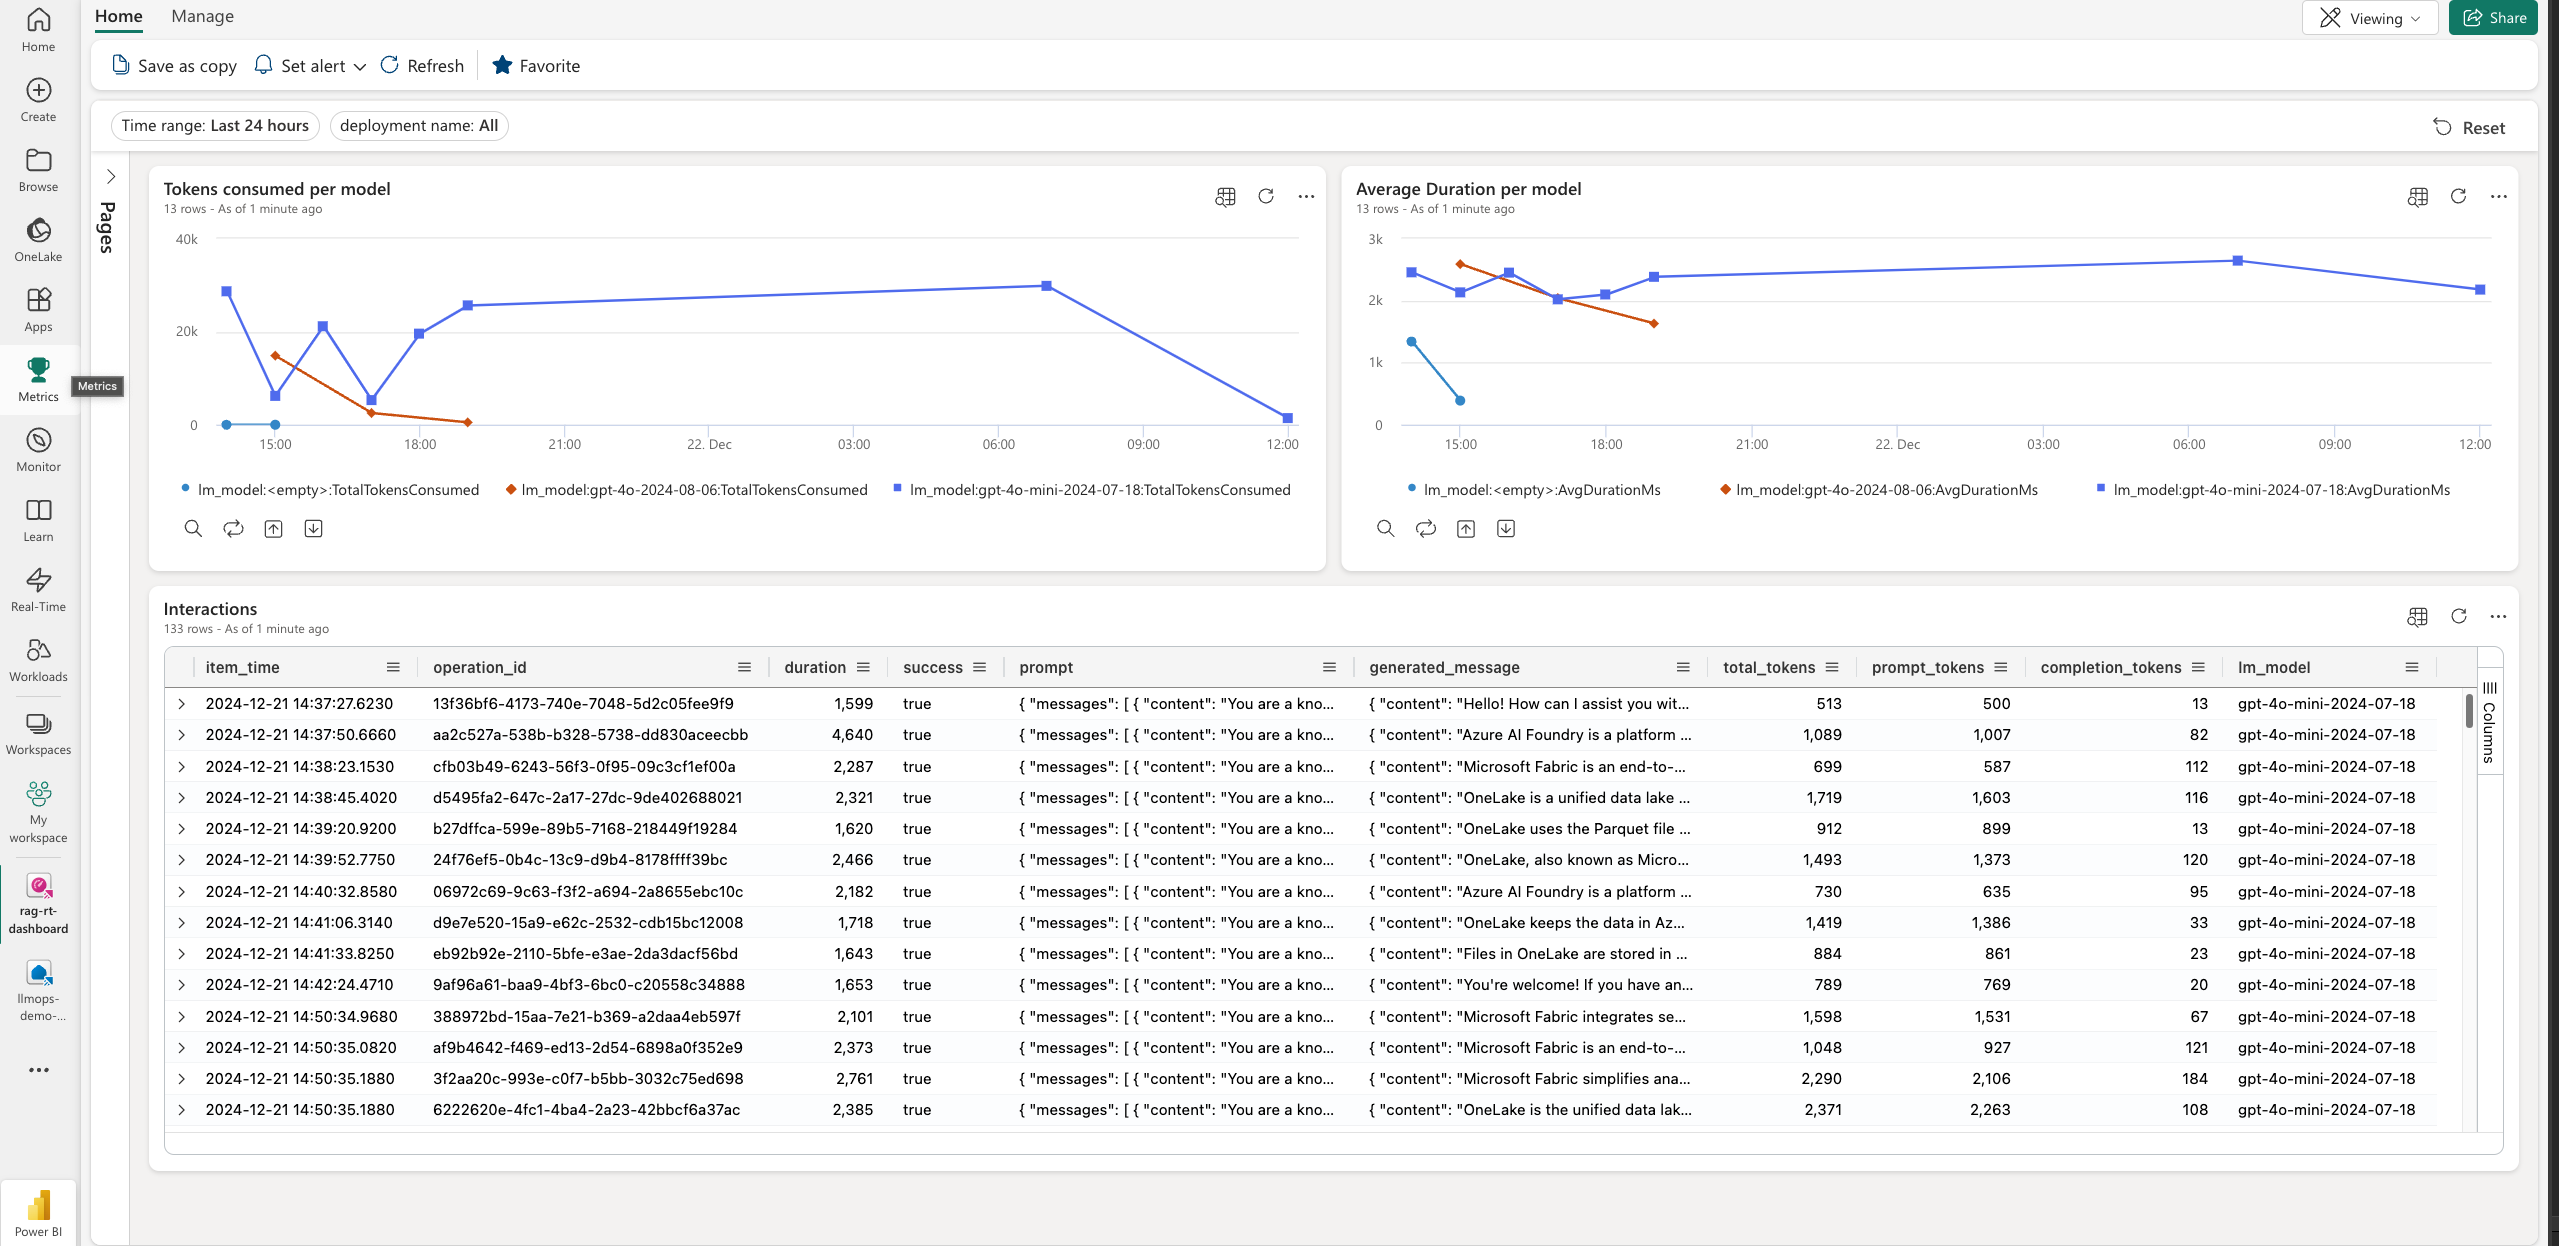 Home
Create
Browse
OneLake
Apps
Metrics
Monitor
Learn
Real-Time
Workloads
Workspaces
My
workspace
rag-rt-
dashboard
llmops-
demo-...
Power BI
Metrics
Home Manage
Viewing
Share
Save as copy Set alert Refresh Favorite
Time range: Last 24 hours deployment name: All
Reset
Pages
Tokens consumed per model
13 rows - As of 1 minute ago
40k
20k
0
15:00 18:00 21:00 22. Dec 03:00 06:00 09:00 12:00
lm_model:<empty>:TotalTokensConsumed lm_model:gpt-4o-2024-08-06:TotalTokensConsumed lm_model:gpt-4o-mini-2024-07-18:TotalTokensConsumed
Average Duration per model
13 rows - As of 1 minute ago
3k
2k
1k
0
15:00 18:00 21:00 22. Dec 03:00 06:00 09:00 12:00
lm_model:<empty>:AvgDurationMs lm_model:gpt-4o-2024-08-06:AvgDurationMs lm_model:gpt-4o-mini-2024-07-18:AvgDurationMs
Interactions
133 rows - As of 1 minute ago
item_time operation_id duration success prompt generated_message total_tokens prompt_tokens completion_tokens lm_model
2024-12-21 14:37:27.6230 13f36bf6-4173-740e-7048-5d2c05fee9f9 1,599 true { "messages": [ { "content": "You are a kno... { "content": "Hello! How can I assist you wit... 513 500 13 gpt-4o-mini-2024-07-18
2024-12-21 14:37:50.6660 aa2c527a-538b-b328-5738-dd830aceecbb 4,640 true { "messages": [ { "content": "You are a kno... { "content": "Azure AI Foundry is a platform ... 1,089 1,007 82 gpt-4o-mini-2024-07-18
2024-12-21 14:38:23.1530 cfb03b49-6243-56f3-0f95-09c3cf1ef00a 2,287 true { "messages": [ { "content": "You are a kno... { "content": "Microsoft Fabric is an end-to-... 699 587 112 gpt-4o-mini-2024-07-18
2024-12-21 14:38:45.4020 d5495fa2-647c-2a17-27dc-9de402688021 2,321 true { "messages": [ { "content": "You are a kno... { "content": "OneLake is a unified data lake ... 1,719 1,603 116 gpt-4o-mini-2024-07-18
2024-12-21 14:39:20.9200 b27dffca-599e-89b5-7168-218449f19284 1,620 true { "messages": [ { "content": "You are a kno... { "content": "OneLake uses the Parquet file ... 912 899 13 gpt-4o-mini-2024-07-18
2024-12-21 14:39:52.7750 24f76ef5-0b4c-13c9-d9b4-8178ffff39bc 2,466 true { "messages": [ { "content": "You are a kno... { "content": "OneLake, also known as Micro... 1,493 1,373 120 gpt-4o-mini-2024-07-18
2024-12-21 14:40:32.8580 06972c69-9c63-f3f2-a694-2a8655ebc10c 2,182 true { "messages": [ { "content": "You are a kno... { "content": "Azure AI Foundry is a platform ... 730 635 95 gpt-4o-mini-2024-07-18
2024-12-21 14:41:06.3140 d9e7e520-15a9-e62c-2532-cdb15bc12008 1,718 true { "messages": [ { "content": "You are a kno... { "content": "OneLake keeps the data in Az... 1,419 1,386 33 gpt-4o-mini-2024-07-18
2024-12-21 14:41:33.8250 eb92b92e-2110-5bfe-e3ae-2da3dacf56bd 1,643 true { "messages": [ { "content": "You are a kno... { "content": "Files in OneLake are stored in ... 884 861 23 gpt-4o-mini-2024-07-18
2024-12-21 14:42:24.4710 9af96a61-baa9-4bf3-6bc0-c20558c34888 1,653 true { "messages": [ { "content": "You are a kno... { "content": "You're welcome! If you have an... 789 769 20 gpt-4o-mini-2024-07-18
2024-12-21 14:50:34.9680 388972bd-15aa-7e21-b369-a2daa4eb597f 2,101 true { "messages": [ { "content": "You are a kno... { "content": "Microsoft Fabric integrates se... 1,598 1,531 67 gpt-4o-mini-2024-07-18
2024-12-21 14:50:35.0820 af9b4642-f469-ed13-2d54-6898a0f352e9 2,373 true { "messages": [ { "content": "You are a kno... { "content": "Microsoft Fabric is an end-to-... 1,048 927 121 gpt-4o-mini-2024-07-18
2024-12-21 14:50:35.1880 3f2aa20c-993e-c0f7-b5bb-3032c75ed698 2,761 true { "messages": [ { "content": "You are a kno... { "content": "Microsoft Fabric simplifies ana... 2,290 2,106 184 gpt-4o-mini-2024-07-18
2024-12-21 14:50:35.1880 6222620e-4fc1-4ba4-2a23-42bbcf6a37ac 2,385 true { "messages": [ { "content": "You are a kno... { "content": "OneLake is the unified data lak... 2,371 2,263 108 gpt-4o-mini-2024-07-18
Columns